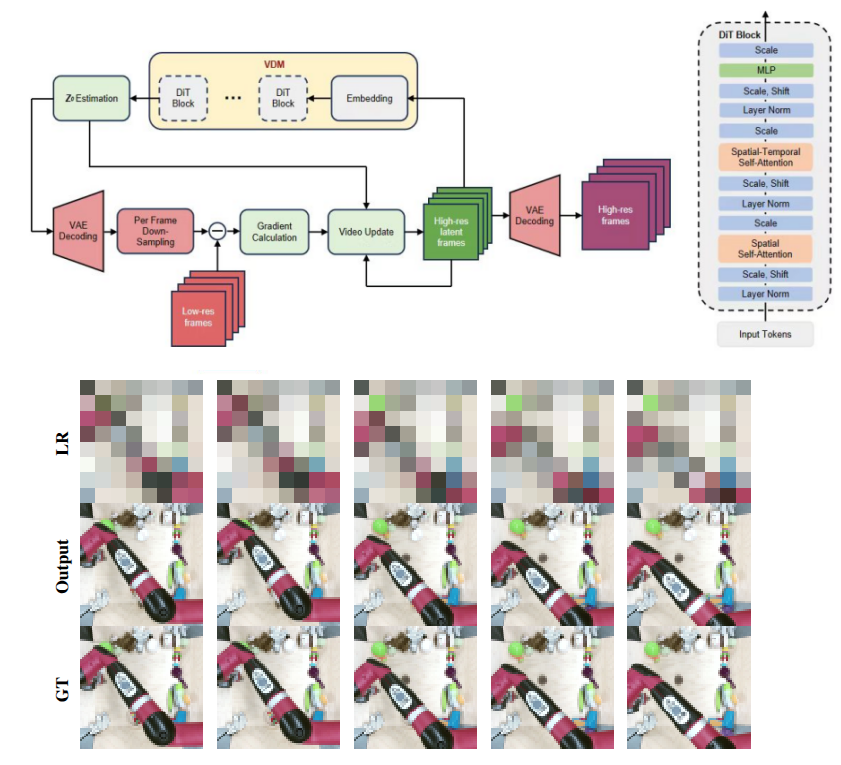 VDM
Z₀ Estimation
DiT
Block
...
DiT
Block
Embedding
VAE
Decoding
Per Frame
Down-
Sampling
Gradient
Calculation
Video Update
High-res
latent
frames
VAE
Decoding
High-res
frames
Low-res
frames
DiT Block
Scale
MLP
Scale, Shift
Layer Norm
Scale
Spatial-Temporal
Self-Attention
Scale, Shift
Layer Norm
Scale
Spatial
Self-Attention
Scale, Shift
Layer Norm
Input Tokens
LR
Output
GT